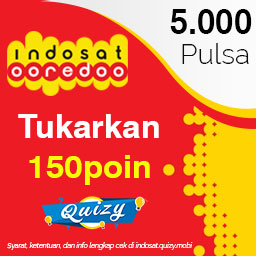 indosat
ooredoo
5.000
Pulsa
Tukarkan
150poin
Quizy
Syarat, ketentuan, dan info lengkap cek di indosat.quizy.mobi